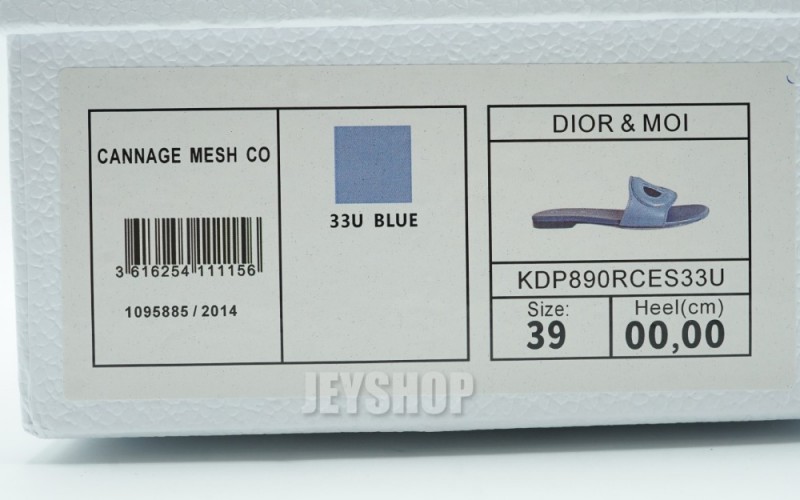 CANNAGE MESH CO
3 616254 111156
1095885 / 2014
33U BLUE
DIOR & MOI
KDP890RCES33U
Size:
39
Heel(cm)
00,00
JEYSHOP